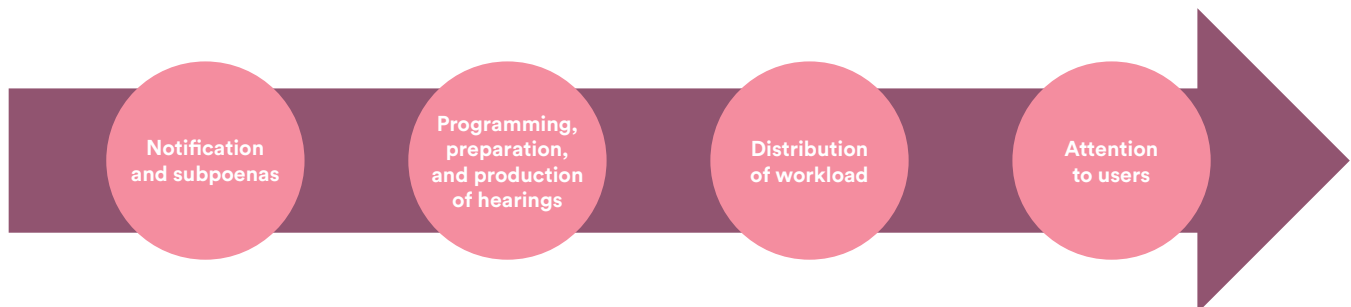 Notification
and subpoenas
Programming,
preparation,
and production
of hearings
Distribution
of workload
Attention
to users